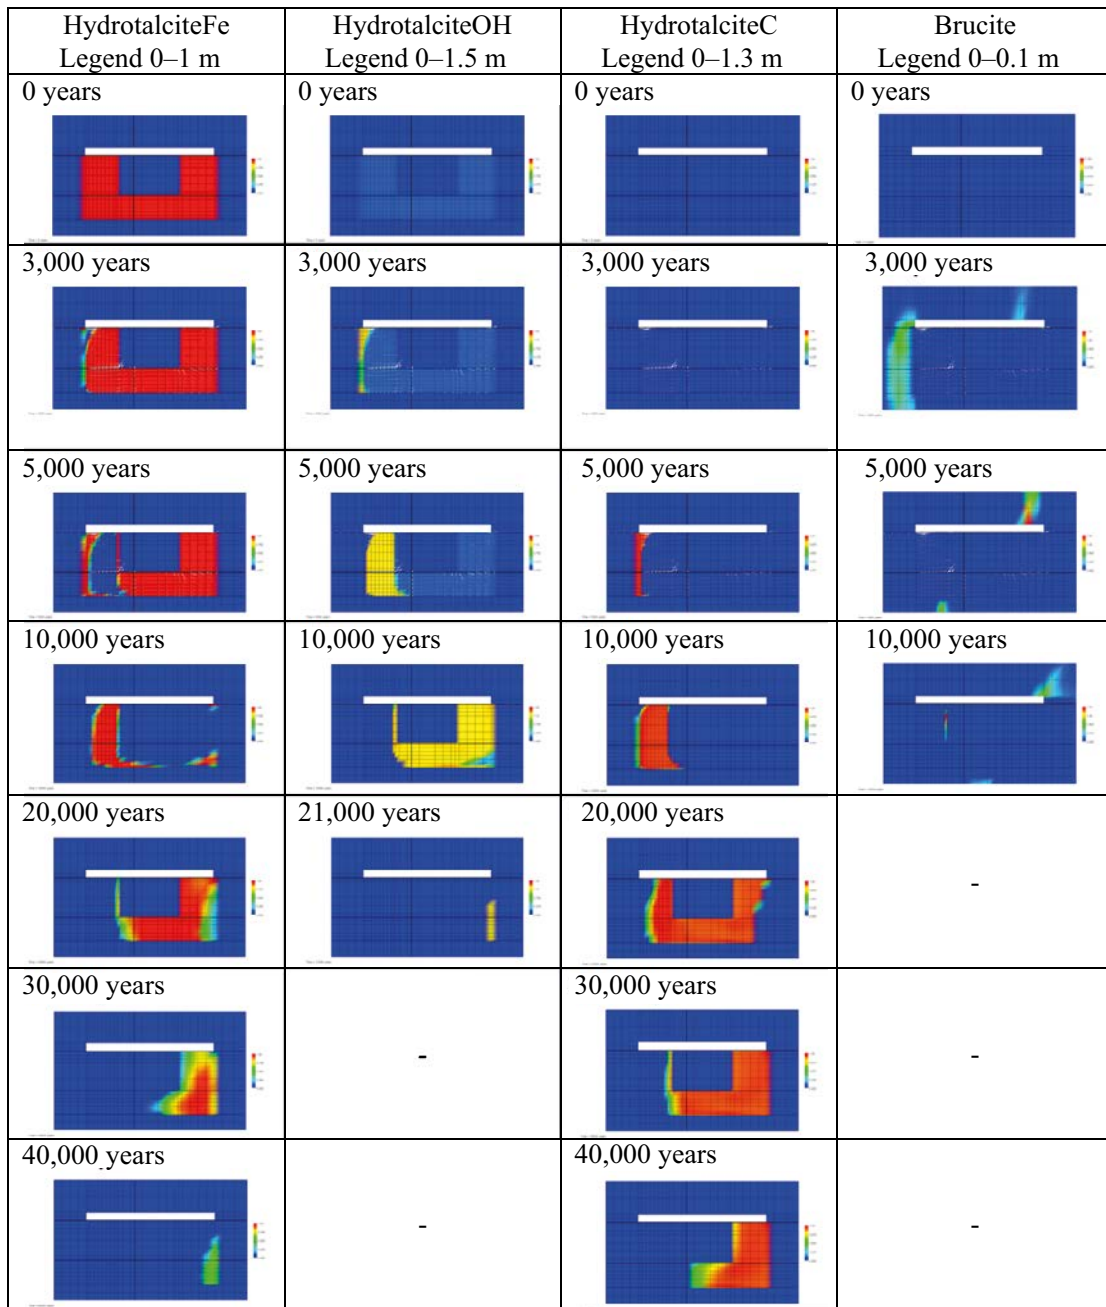 HydrotalciteFe
Legend 0–1 m
HydrotalciteOH
Legend 0–1.5 m
HydrotalciteC
Legend 0–1.3 m
Brucite
Legend 0–0.1 m
0 years
0 years
0 years
0 years
3,000 years
3,000 years
3,000 years
3,000 years
5,000 years
5,000 years
5,000 years
5,000 years
10,000 years
10,000 years
10,000 years
10,000 years
20,000 years
21,000 years
20,000 years
-
30,000 years
-
30,000 years
-
40,000 years
-
40,000 years
-